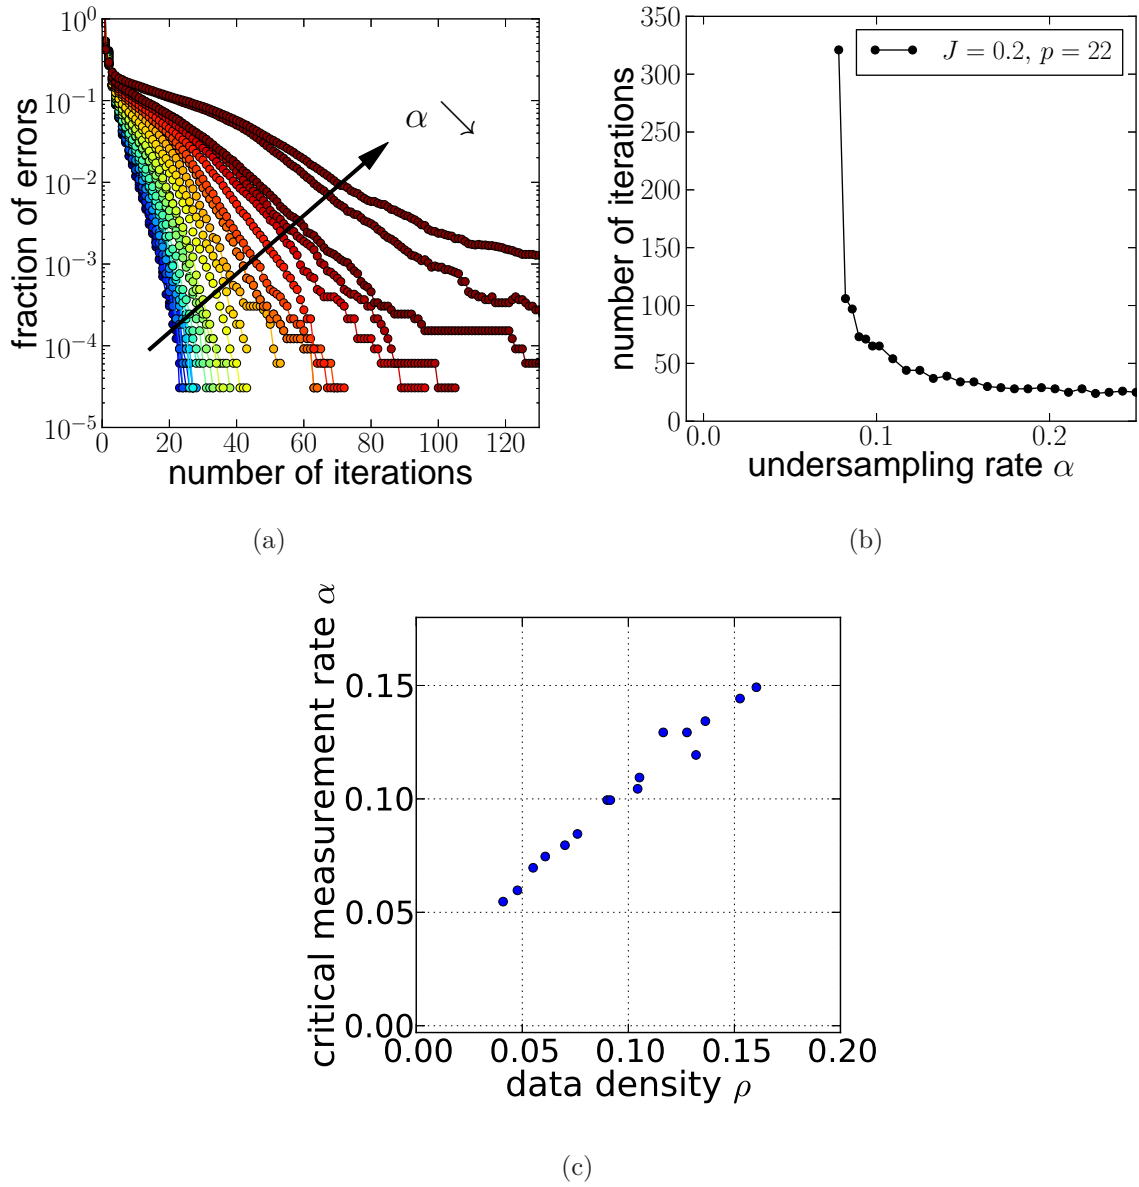 10^0
10^-1
10^-2
10^-3
10^-4
10^-5
fraction of errors
α ↘
0 20 40 60 80 100 120
number of iterations
(a)
350
300
250
200
150
100
50
0
number of iterations
J = 0.2, p = 22
0.0 0.1 0.2
undersampling rate α
(b)
critical measurement rate α
0.15
0.10
0.05
0.00
0.00 0.05 0.10 0.15 0.20
data density ρ
(c)